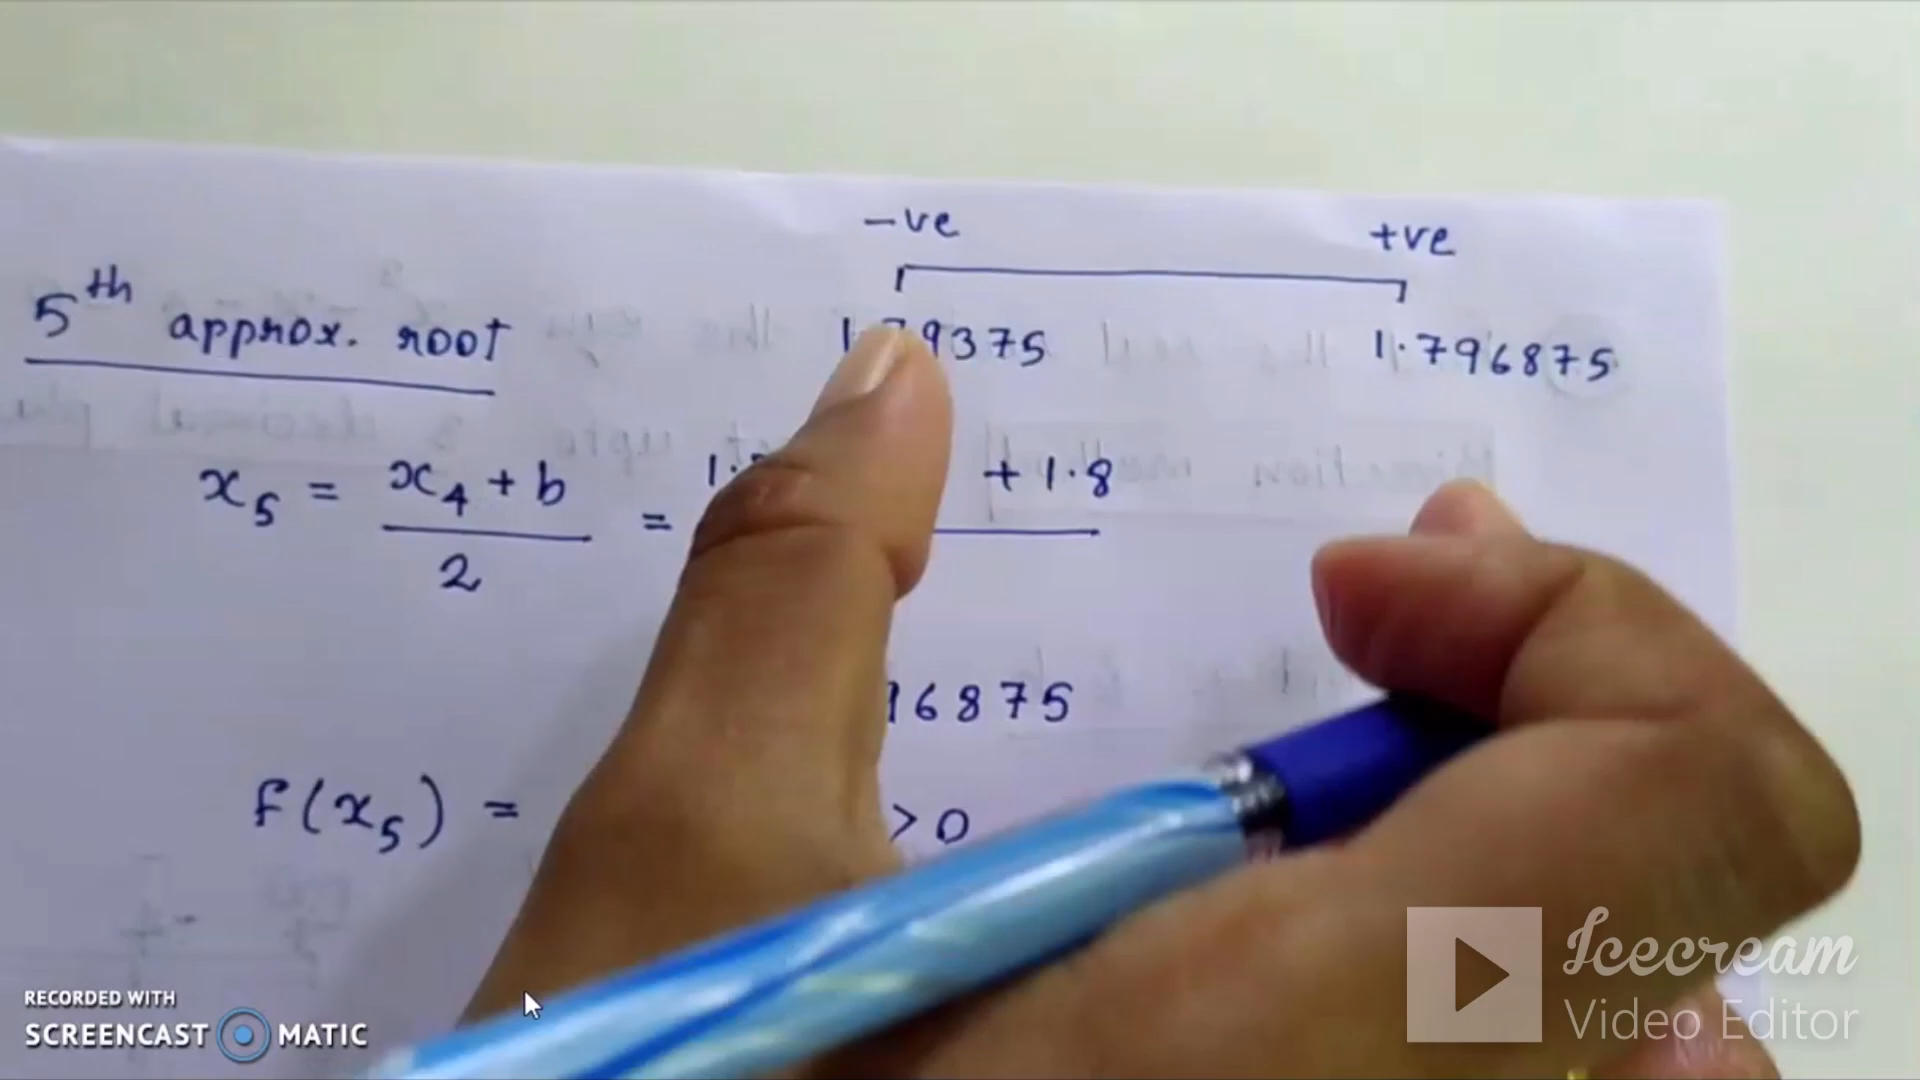 -ve +ve
5th approx. root 1.79375 1.796875
x5 = x4 + b / 2 = + 1.8
96875
f(x5) = > 0
RECORDED WITH
SCREENCAST MATIC
Icecream
Video Editor